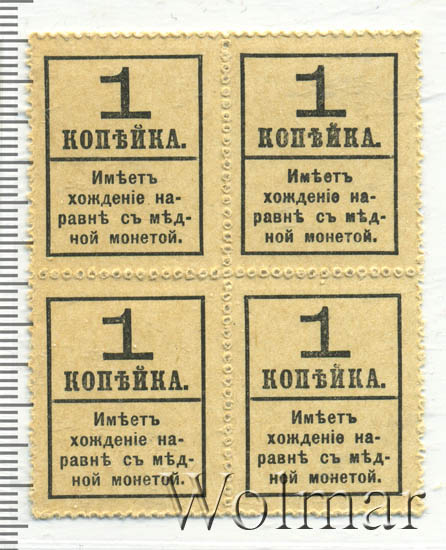 1
КОПѢЙКА.
Имѣетъ
хожденіе на-
равнѣ съ мѣд-
ной монетой.
1
КОПѢЙКА.
Имѣетъ
хожденіе на-
равнѣ съ мѣд-
ной монетой.
1
КОПѢЙКА.
Имѣетъ
хожденіе на-
равнѣ съ мѣд-
ной монетой.
1
КОПѢЙКА.
Имѣетъ
хожденіе на-
равнѣ съ мѣд-
ной монетой.
Wolmar